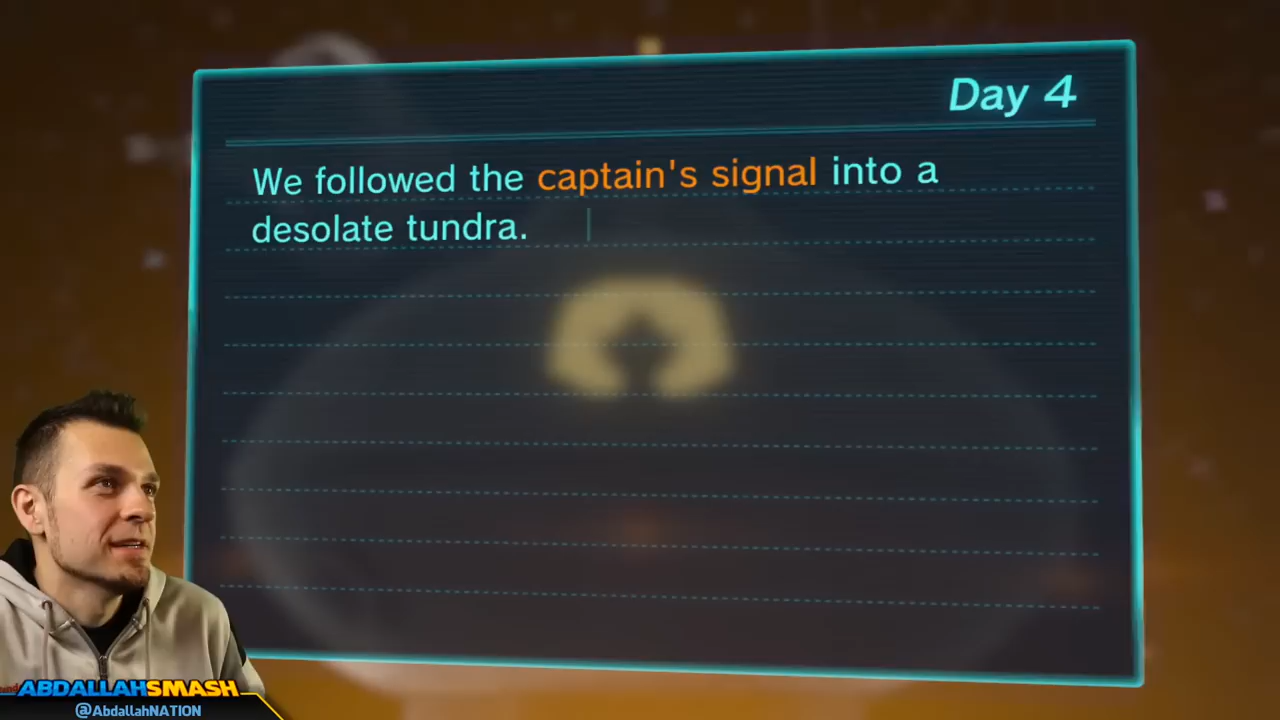 Day 4
We followed the captain's signal into a
desolate tundra.
ABDALLAHSMASH
@AbdallahNATION